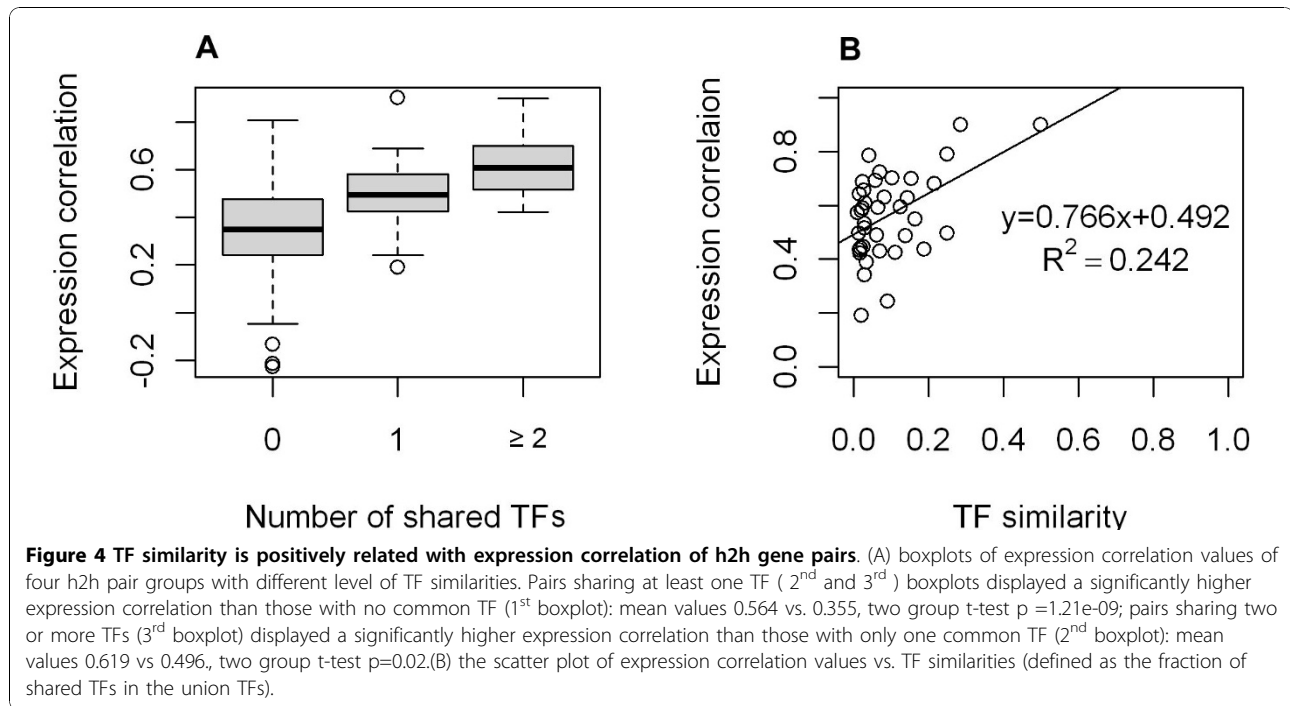 A
Expression correlation
-0.2 0.2 0.6
0 1 ≥ 2
Number of shared TFs
B
Expression correlaion
0.0 0.4 0.8
y=0.766x+0.492
R² = 0.242
0.0 0.2 0.4 0.6 0.8 1.0
TF similarity
Figure 4 TF similarity is positively related with expression correlation of h2h gene pairs. (A) boxplots of expression correlation values of
four h2h pair groups with different level of TF similarities. Pairs sharing at least one TF ( 2nd and 3rd ) boxplots displayed a significantly higher
expression correlation than those with no common TF (1st boxplot): mean values 0.564 vs. 0.355, two group t-test p =1.21e-09; pairs sharing two
or more TFs (3rd boxplot) displayed a significantly higher expression correlation than those with only one common TF (2nd boxplot): mean
values 0.619 vs 0.496., two group t-test p=0.02.(B) the scatter plot of expression correlation values vs. TF similarities (defined as the fraction of
shared TFs in the union TFs).